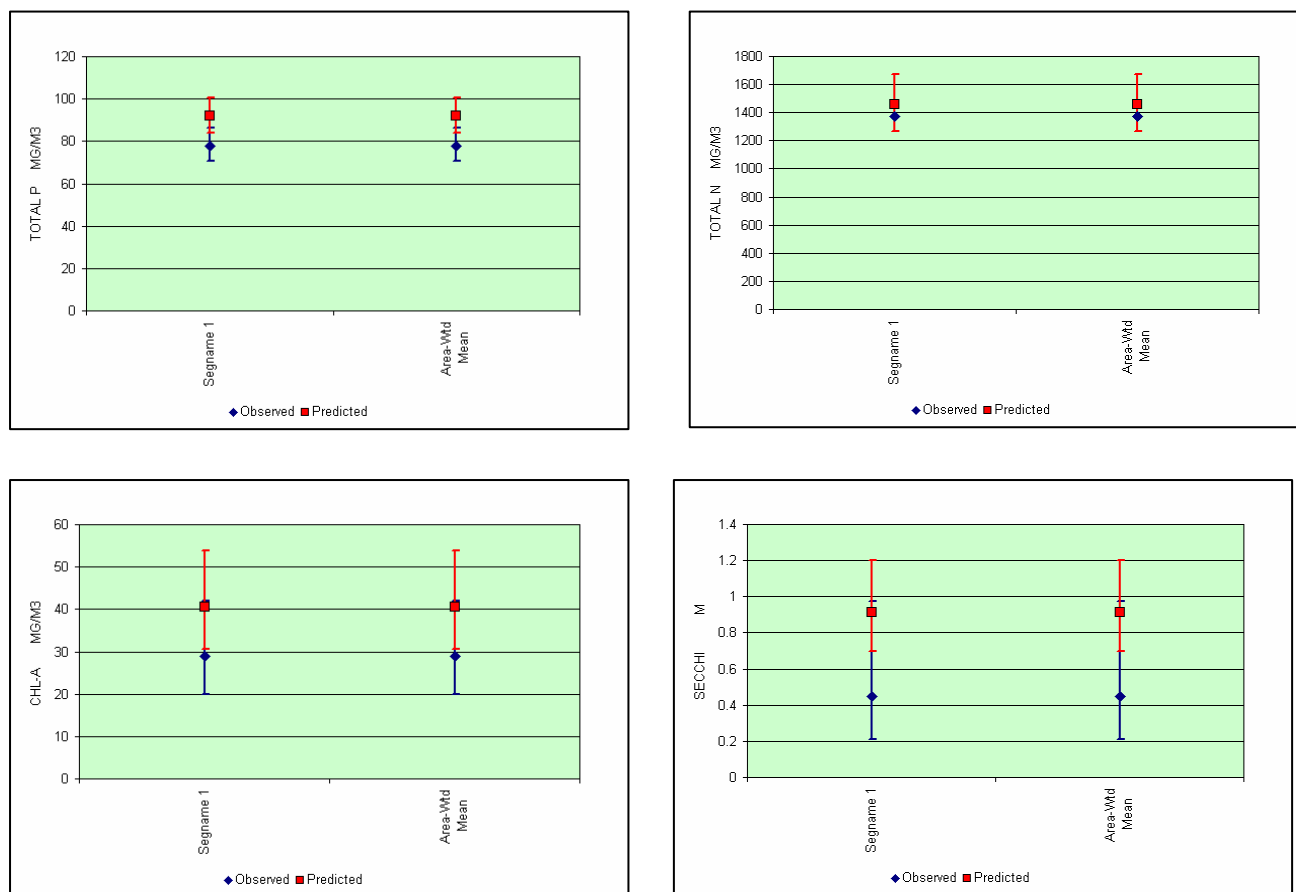 120
100
80
60
40
20
0
TOTAL P MG/M3
Segname 1
Area-Wtd
Mean
Observed Predicted
1800
1600
1400
1200
1000
800
600
400
200
0
TOTAL N MG/M3
Segname 1
Area-Wtd
Mean
Observed Predicted
60
50
40
30
20
10
0
CHL-A MG/M3
Segname 1
Area-Wtd
Mean
Observed Predicted
1.4
1.2
1
0.8
0.6
0.4
0.2
0
SECCHI M
Segname 1
Area-Wtd
Mean
Observed Predicted